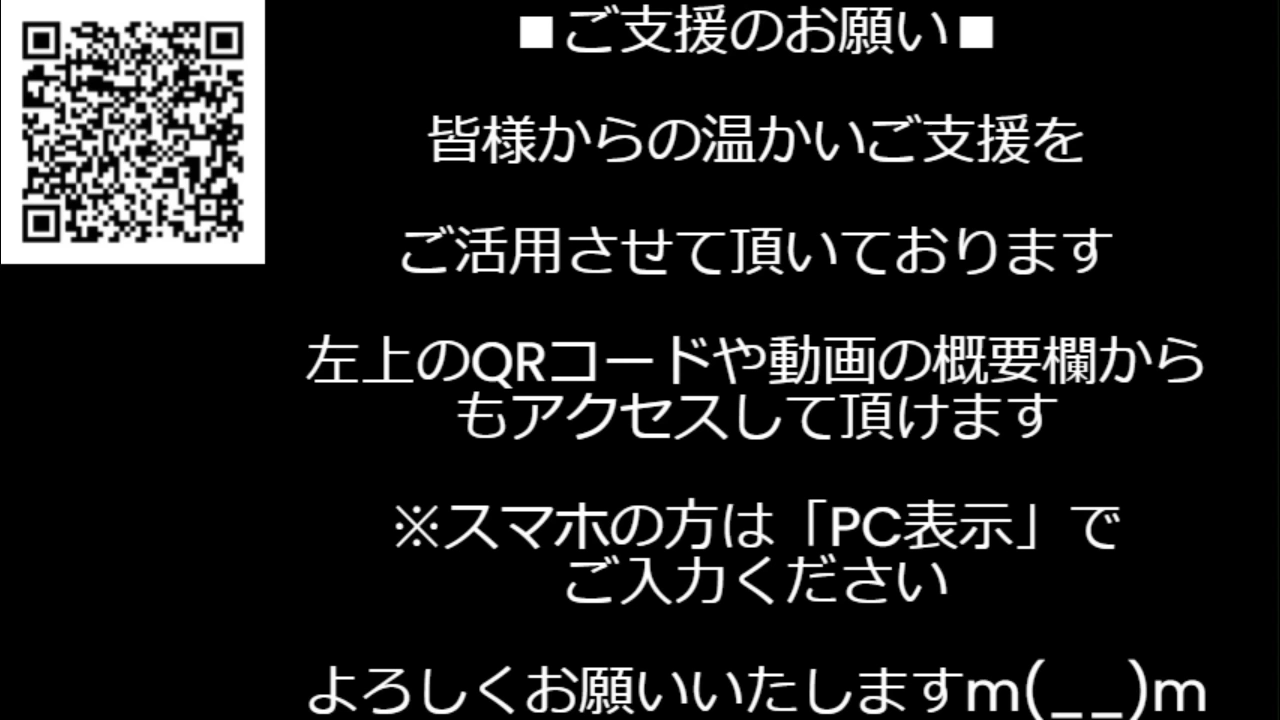 ■ご支援のお願い■
皆様からの温かいご支援を
ご活用させて頂いております
左上のQRコードや動画の概要欄から
もアクセスして頂けます
※スマホの方は「PC表示」で
ご入力ください
よろしくお願いいたしますm(__)m